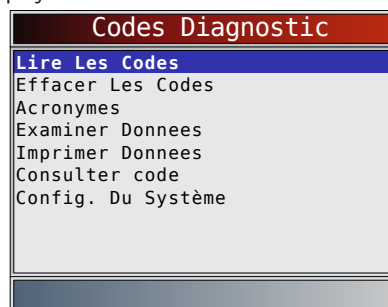 Codes Diagnostic
Lire Les Codes
Effacer Les Codes
Acronymes
Examiner Donnees
Imprimer Donnees
Consulter code
Config. Du Système